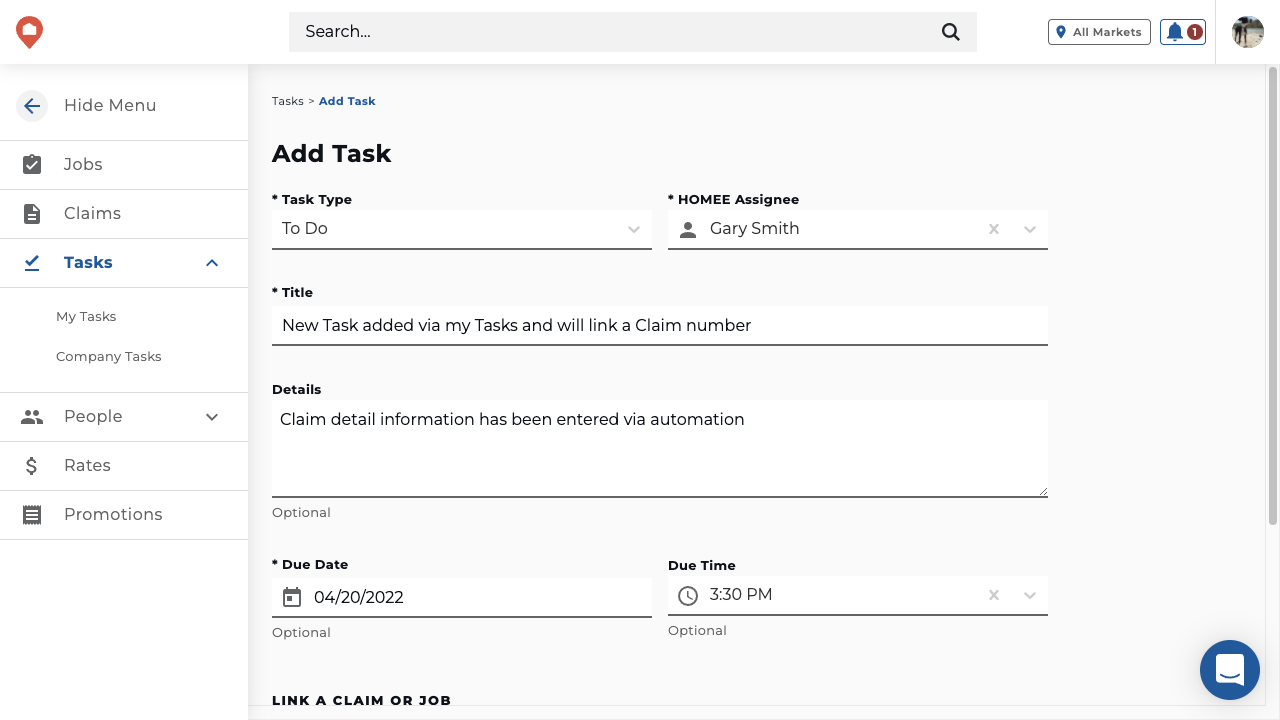 Search...
All Markets
1
Hide Menu
Jobs
Claims
Tasks
My Tasks
Company Tasks
People
Rates
Promotions
Tasks > Add Task
Add Task
* Task Type
To Do
* HOMEE Assignee
Gary Smith
* Title
New Task added via my Tasks and will link a Claim number
Details
Claim detail information has been entered via automation
Optional
* Due Date
04/20/2022
Optional
Due Time
3:30 PM
Optional
LINK A CLAIM OR JOB